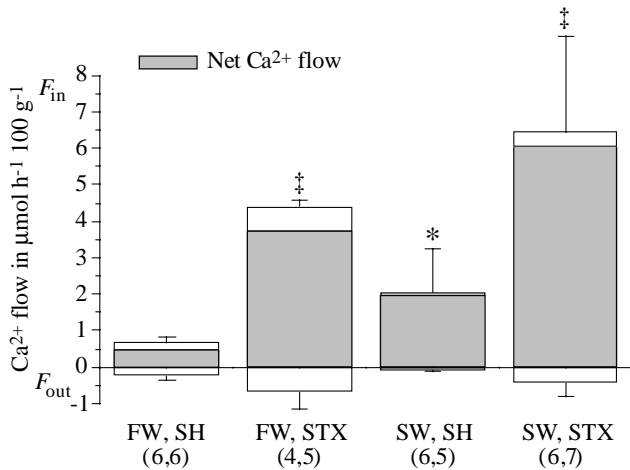 ‡
Net Ca²⁺ flow
Fin
8
7
6
5
4
3
2
1
0
-1
Fout
Ca²⁺ flow in µmol h⁻¹ 100 g⁻¹
‡
*
FW, SH
FW, STX
SW, SH
SW, STX
(6,6)
(4,5)
(6,5)
(6,7)